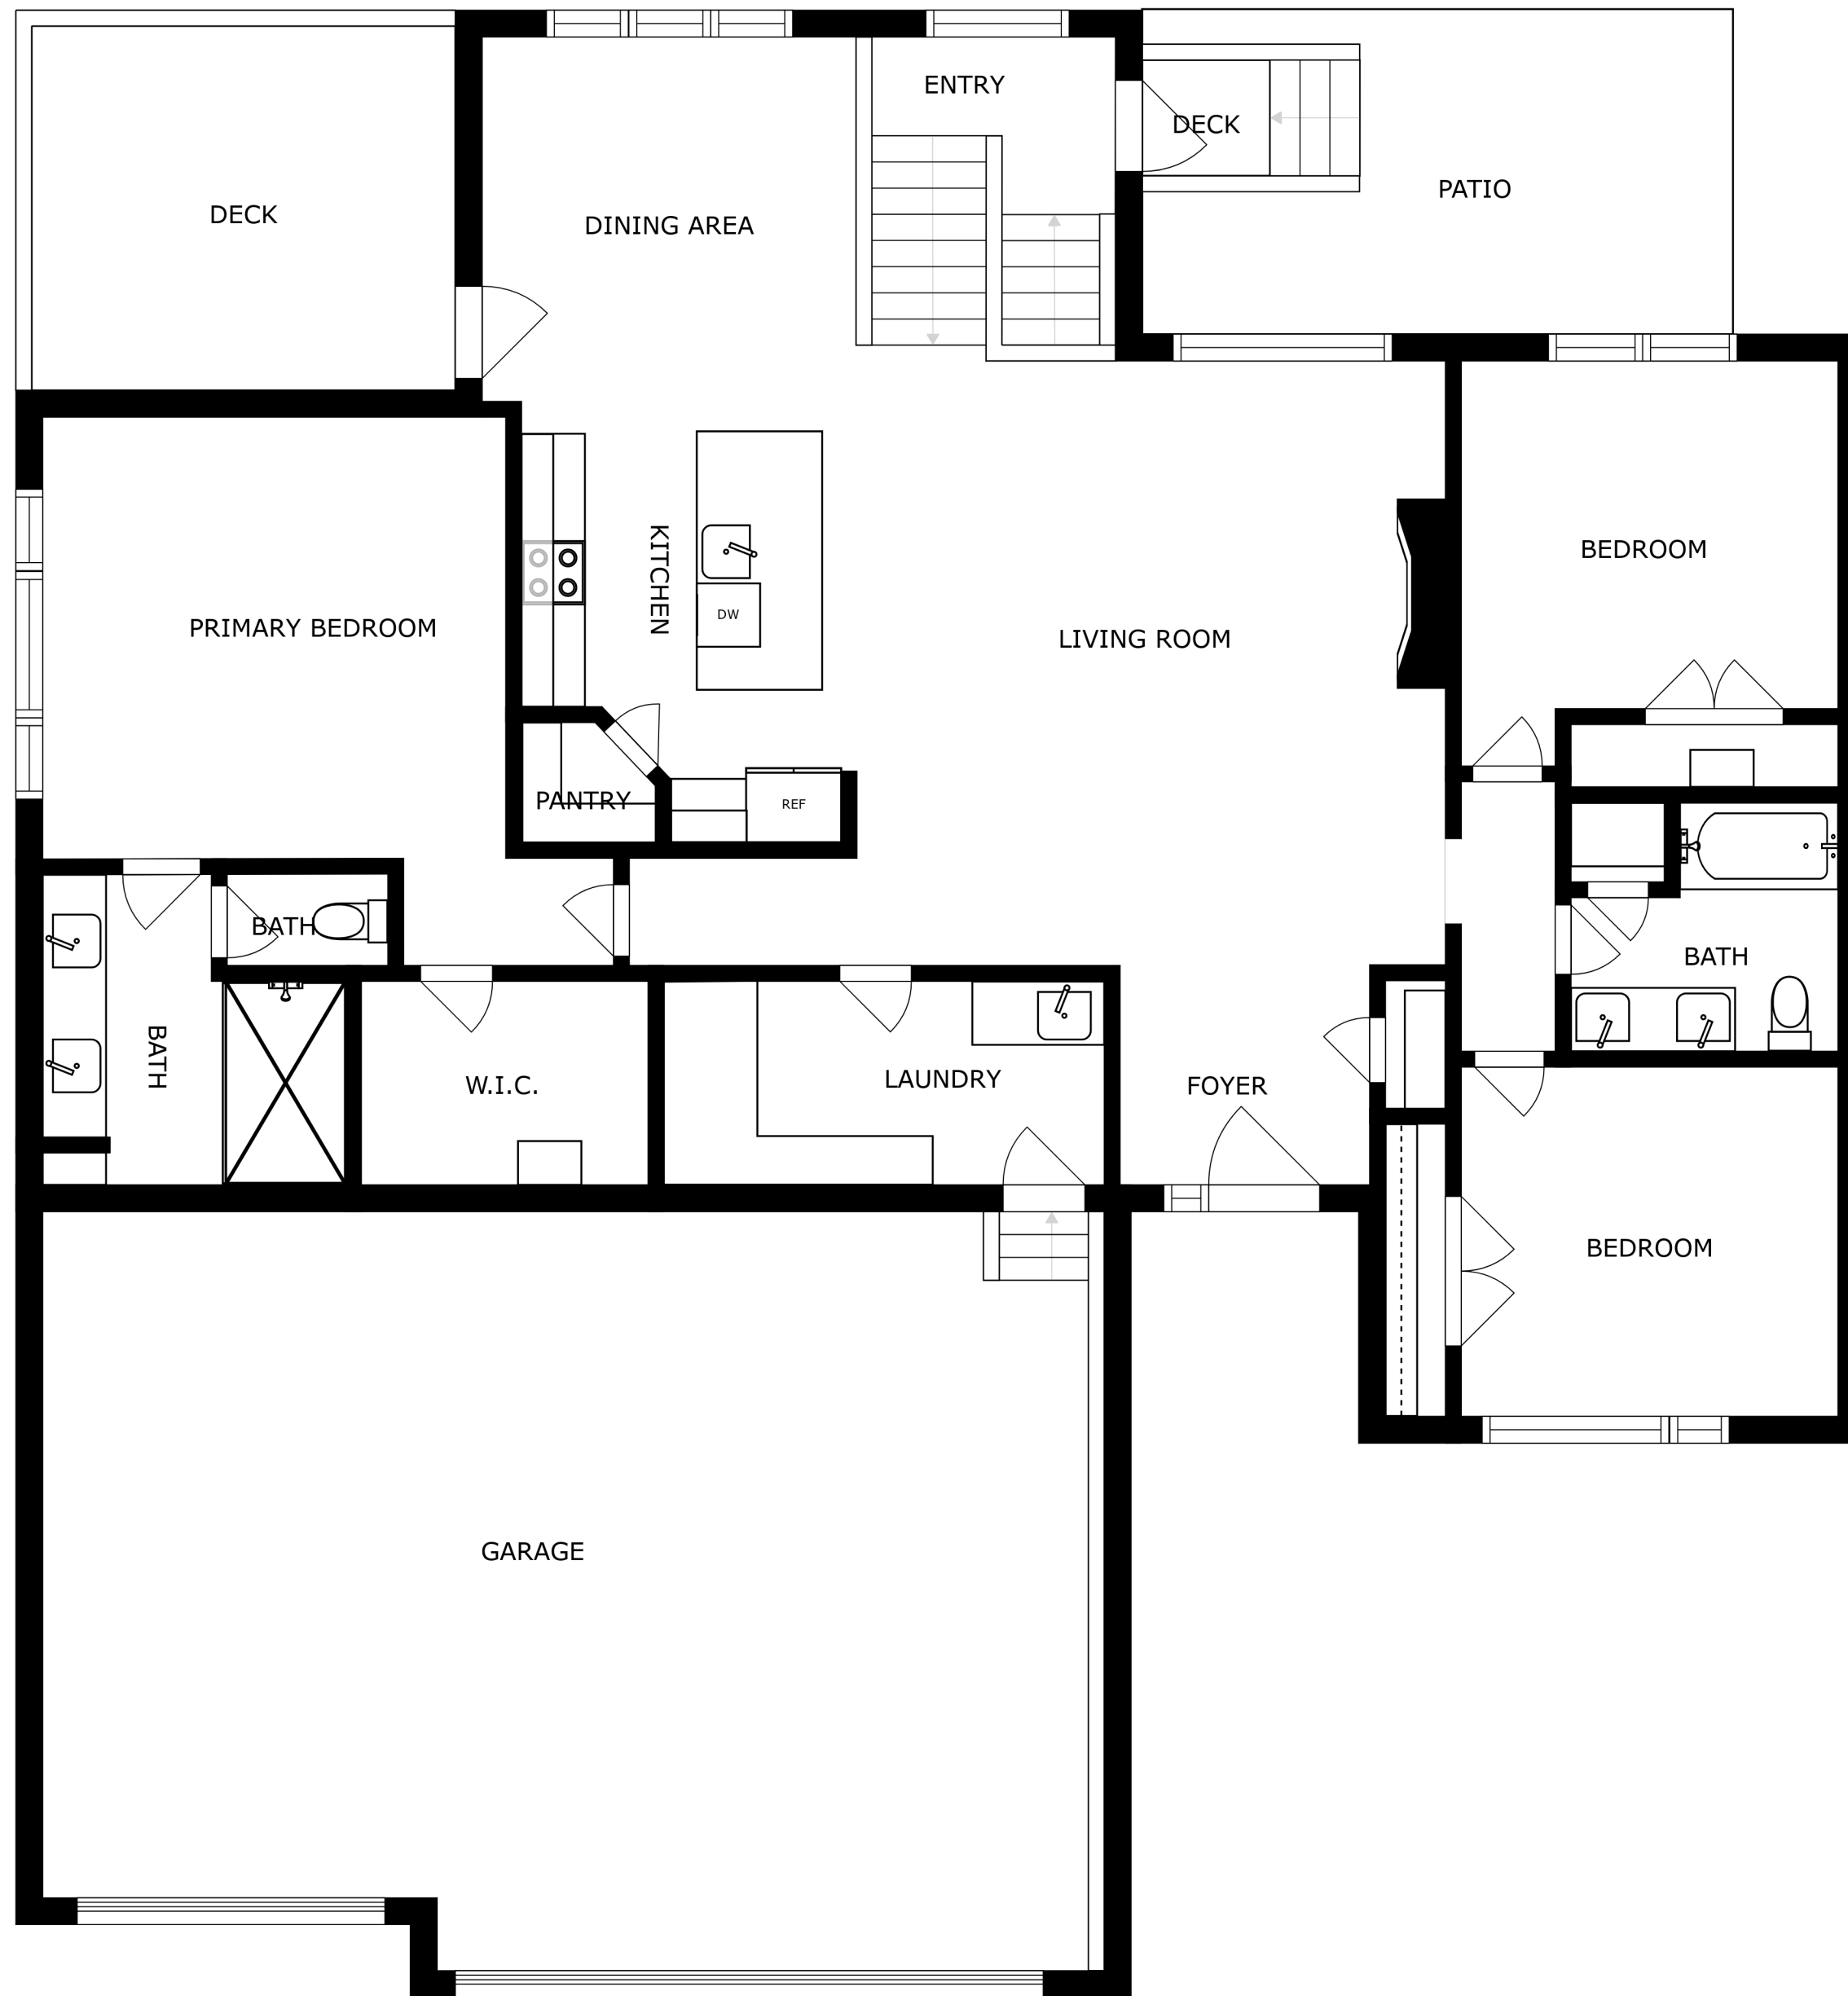 ENTRY
DECK
PATIO
DECK
DINING AREA
KITCHEN
BEDROOM
DW
PRIMARY BEDROOM
LIVING ROOM
PANTRY
REF
BATH
BATH
BATH
W.I.C.
LAUNDRY
FOYER
BEDROOM
GARAGE